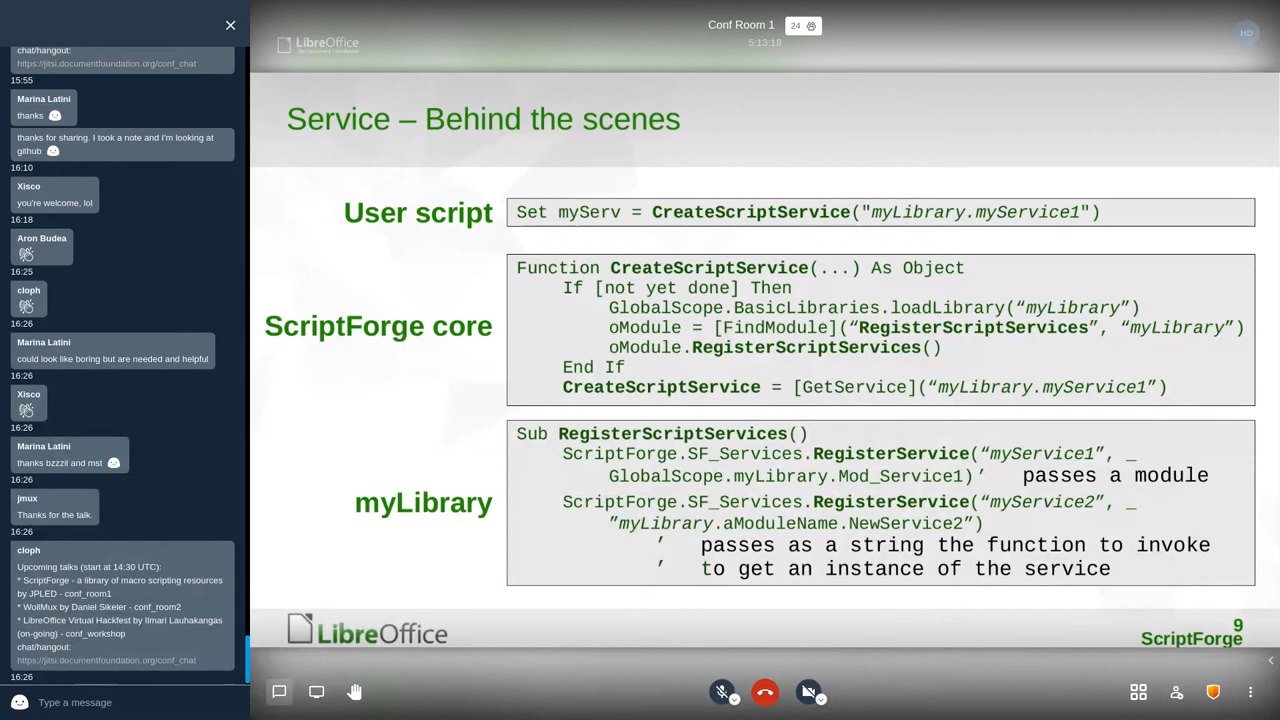 chat/hangout:
https://jitsi.documentfoundation.org/conf_chat
15:55
Marina Latini
thanks
thanks for sharing. I took a note and I'm looking at
github
16:10
Xisco
you're welcome, lol
16:18
Aron Budea
16:25
cloph
16:26
Marina Latini
could look like boring but are needed and helpful
16:26
Xisco
16:26
Marina Latini
thanks bzzzil and mst
16:26
jmux
Thanks for the talk.
16:26
cloph
Upcoming talks (start at 14:30 UTC):
* ScriptForge - a library of macro scripting resources
by JPLED - conf_room1
* WollMux by Daniel Sikeler - conf_room2
* LibreOffice Virtual Hackfest by Ilmari Lauhakangas
(on-going) - conf_workshop
chat/hangout:
https://jitsi.documentfoundation.org/conf_chat
16:26
Type a message
LibreOffice
The Document Foundation
Conf Room 1
24
5:13:18
HD
Service – Behind the scenes
User script
Set myServ = CreateScriptService("myLibrary.myService1")
ScriptForge core
Function CreateScriptService(...) As Object
If [not yet done] Then
GlobalScope.BasicLibraries.loadLibrary(“myLibrary”)
oModule = [FindModule](“RegisterScriptServices”, “myLibrary”)
oModule.RegisterScriptServices()
End If
CreateScriptService = [GetService](“myLibrary.myService1”)
myLibrary
Sub RegisterScriptServices()
ScriptForge.SF_Services.RegisterService(“myService1”, _
GlobalScope.myLibrary.Mod_Service1)’ passes a module
ScriptForge.SF_Services.RegisterService(“myService2”, _
”myLibrary.aModuleName.NewService2”)
’ passes as a string the function to invoke
’ to get an instance of the service
LibreOffice
9
ScriptForge